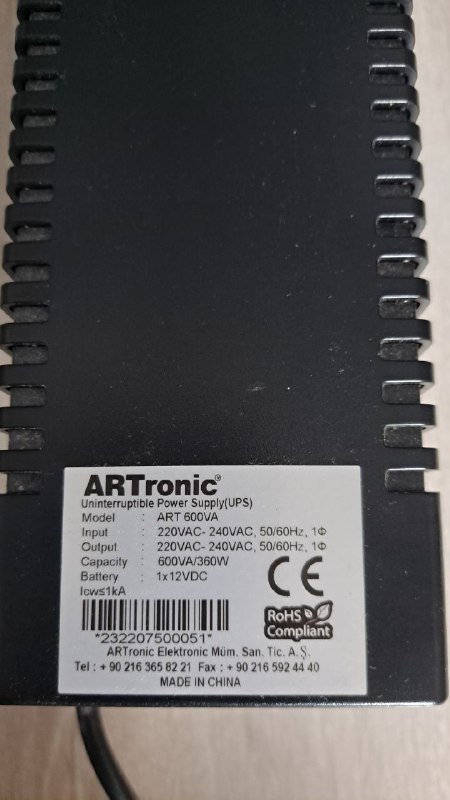 ARTronic®
Uninterruptible Power Supply(UPS)
Model : ART 600VA
Input : 220VAC- 240VAC, 50/60Hz, 1Φ
Output : 220VAC- 240VAC, 50/60Hz, 1Φ
Capacity : 600VA/360W
Battery : 1x12VDC
Icw≤1kA
CE
RoHS
Compliant
*232207500051*
ARTronic Elektronic Müm. San. Tic. A.Ş.
Tel : + 90 216 365 82 21 Fax : + 90 216 592 44 40
MADE IN CHINA